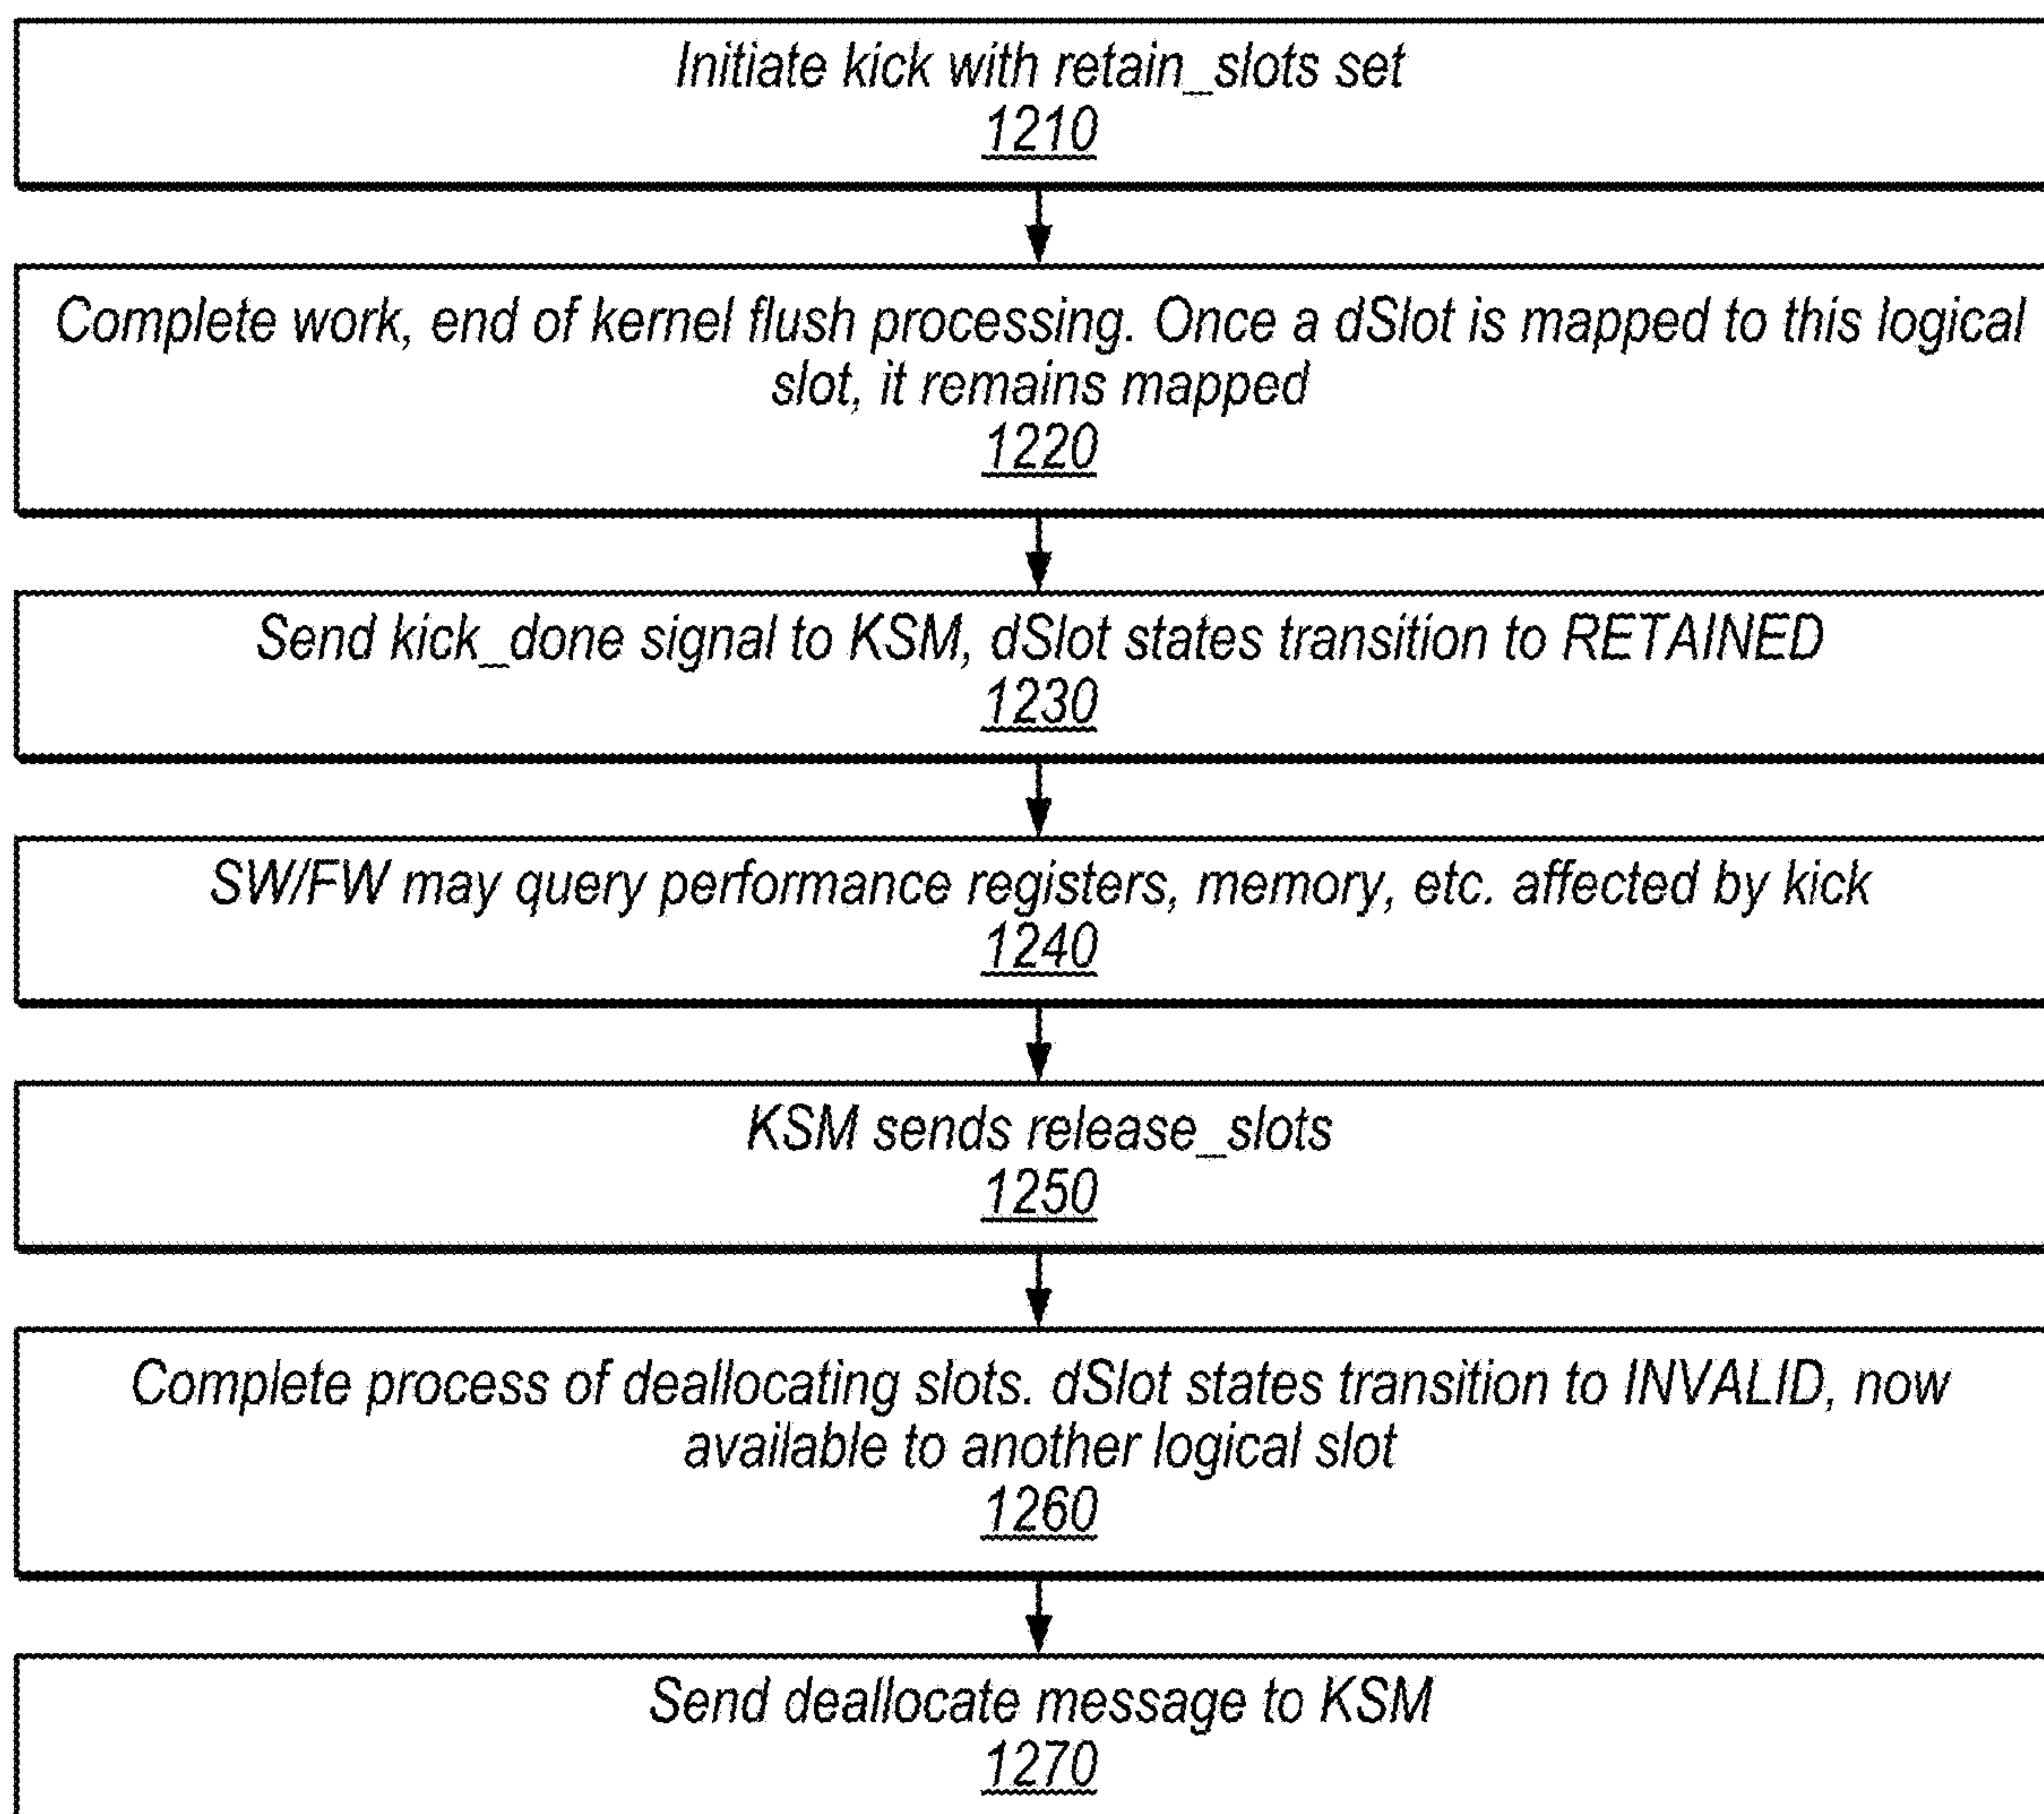 Initiate kick with retain_slots set
1210
Complete work, end of kernel flush processing. Once a dSlot is mapped to this logical
slot, it remains mapped
1220
Send kick_done signal to KSM, dSlot states transition to RETAINED
1230
SW/FW may query performance registers, memory, etc. affected by kick
1240
KSM sends release_slots
1250
Complete process of deallocating slots. dSlot states transition to INVALID, now
available to another logical slot
1260
Send deallocate message to KSM
1270